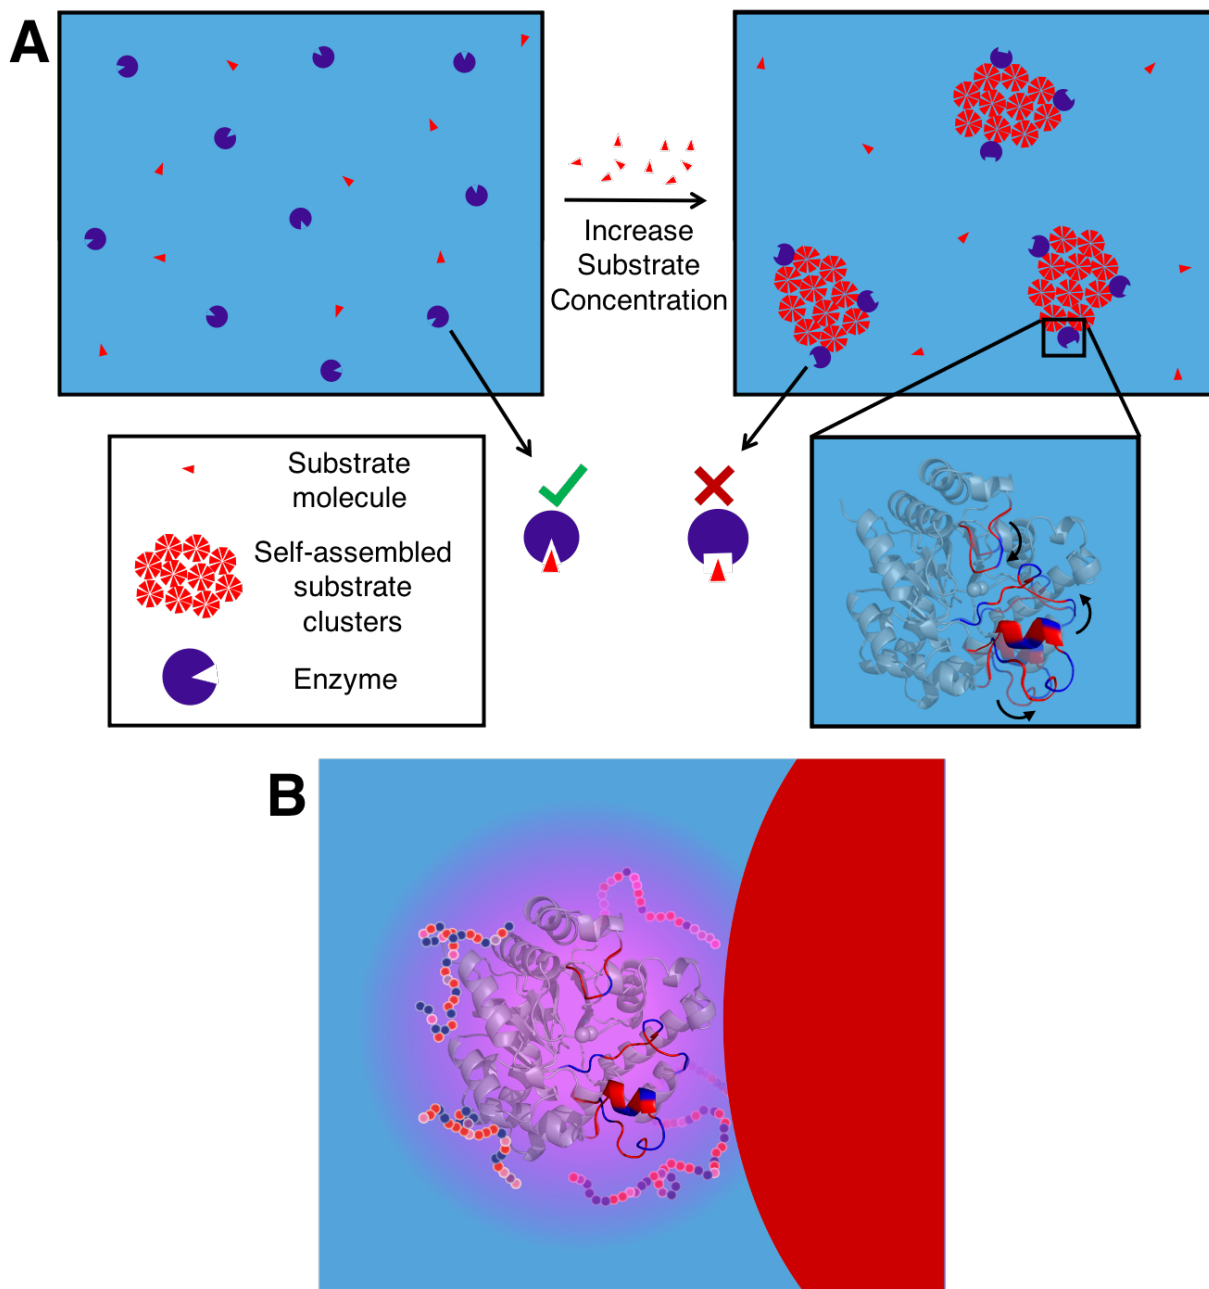 A
Increase
Substrate
Concentration
Substrate
molecule
Self-assembled
substrate
clusters
Enzyme
B